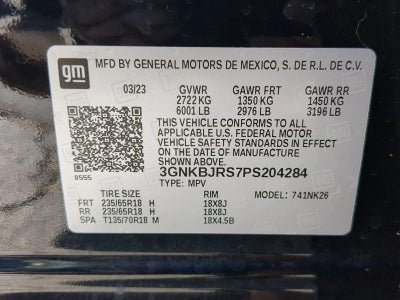 gm
MFD BY GENERAL MOTORS DE MEXICO, S. DE R.L. DE C.V.
03/23 GVWR GAWR FRT GAWR RR
2722 KG 1350 KG 1450 KG
6001 LB 2976 LB 3196 LB
THIS VEHICLE CONFORMS TO ALL
APPLICABLE U.S. FEDERAL MOTOR
VEHICLE SAFETY STANDARDS IN EFFECT
ON THE DATE OF MANUFACTURE SHOWN ABOVE.
8555 3GNKBJRS7PS204284
TYPE: MPV MODEL: 741NK26
TIRE SIZE RIM
FRT 235/65R18 H 18X8J
RR 235/65R18 H 18X8J
SPA T135/70R18 M 18X4.5B